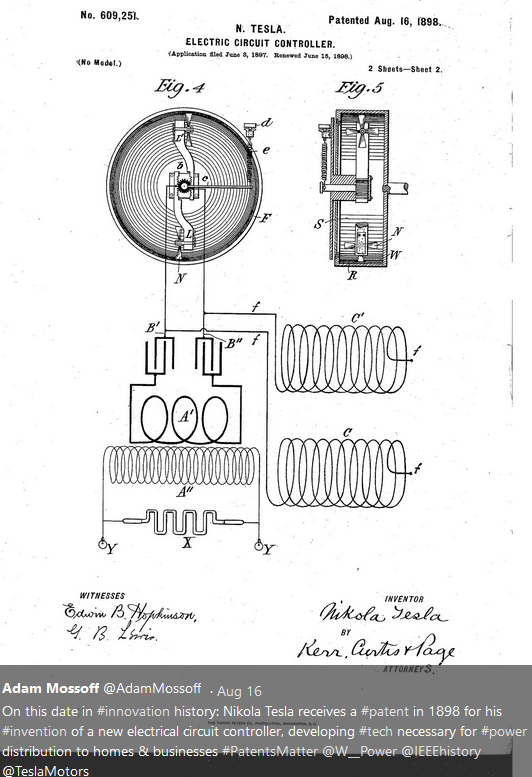 No. 609,251.
Patented Aug. 16, 1898.
N. TESLA.
ELECTRIC CIRCUIT CONTROLLER.
(Application filed June 3, 1897. Renewed June 15, 1898.)
(No Model.)
2 Sheets—Sheet 2.
Fig. 4
Fig. 5
d
L
e
b
c
F
S
N
L
W
N
R
f
C'
B'
B''
f
f
A'
C
f
A''
X
Y
Y
WITNESSES
Edwin B. Hopkinson,
INVENTOR
Nikola Tesla
BY
Kerr, Curtis & Page
ATTORNEYS.
Adam Mossoff @AdamMossoff · Aug 16
On this date in #innovation history: Nikola Tesla receives a #patent in 1898 for his
#invention of a new electrical circuit controller, developing #tech necessary for #power
distribution to homes & businesses #PatentsMatter @W__Power @IEEEhistory
@TeslaMotors